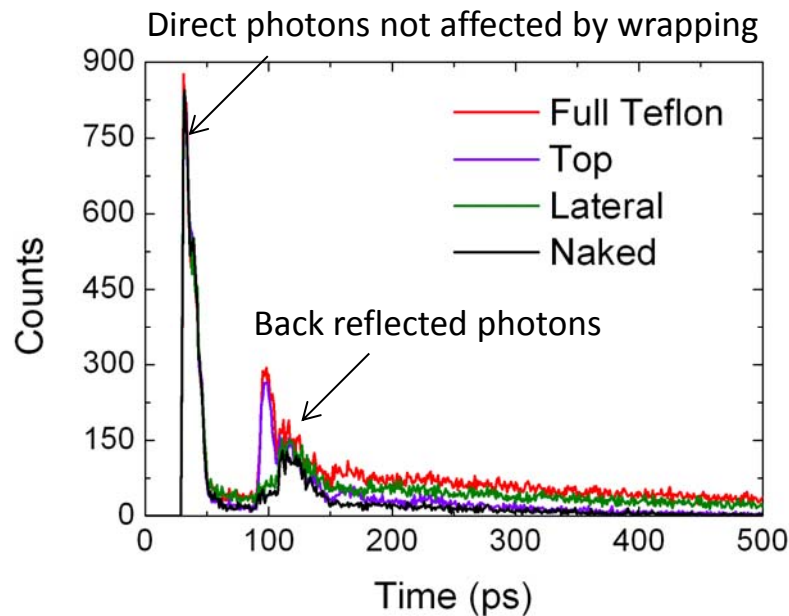 Direct photons not affected by wrapping
900
750
600
450
300
150
0
Counts
Full Teflon
Top
Lateral
Naked
Back reflected photons
0 100 200 300 400 500
Time (ps)